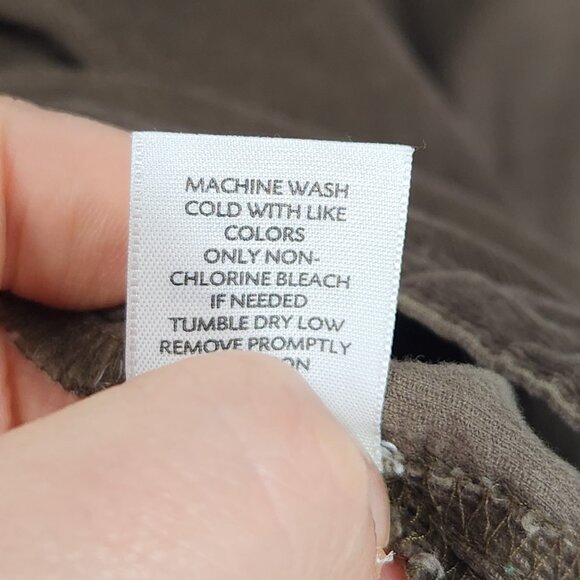 MACHINE WASH
COLD WITH LIKE
COLORS
ONLY NON-
CHLORINE BLEACH
IF NEEDED
TUMBLE DRY LOW
REMOVE PROMPTLY